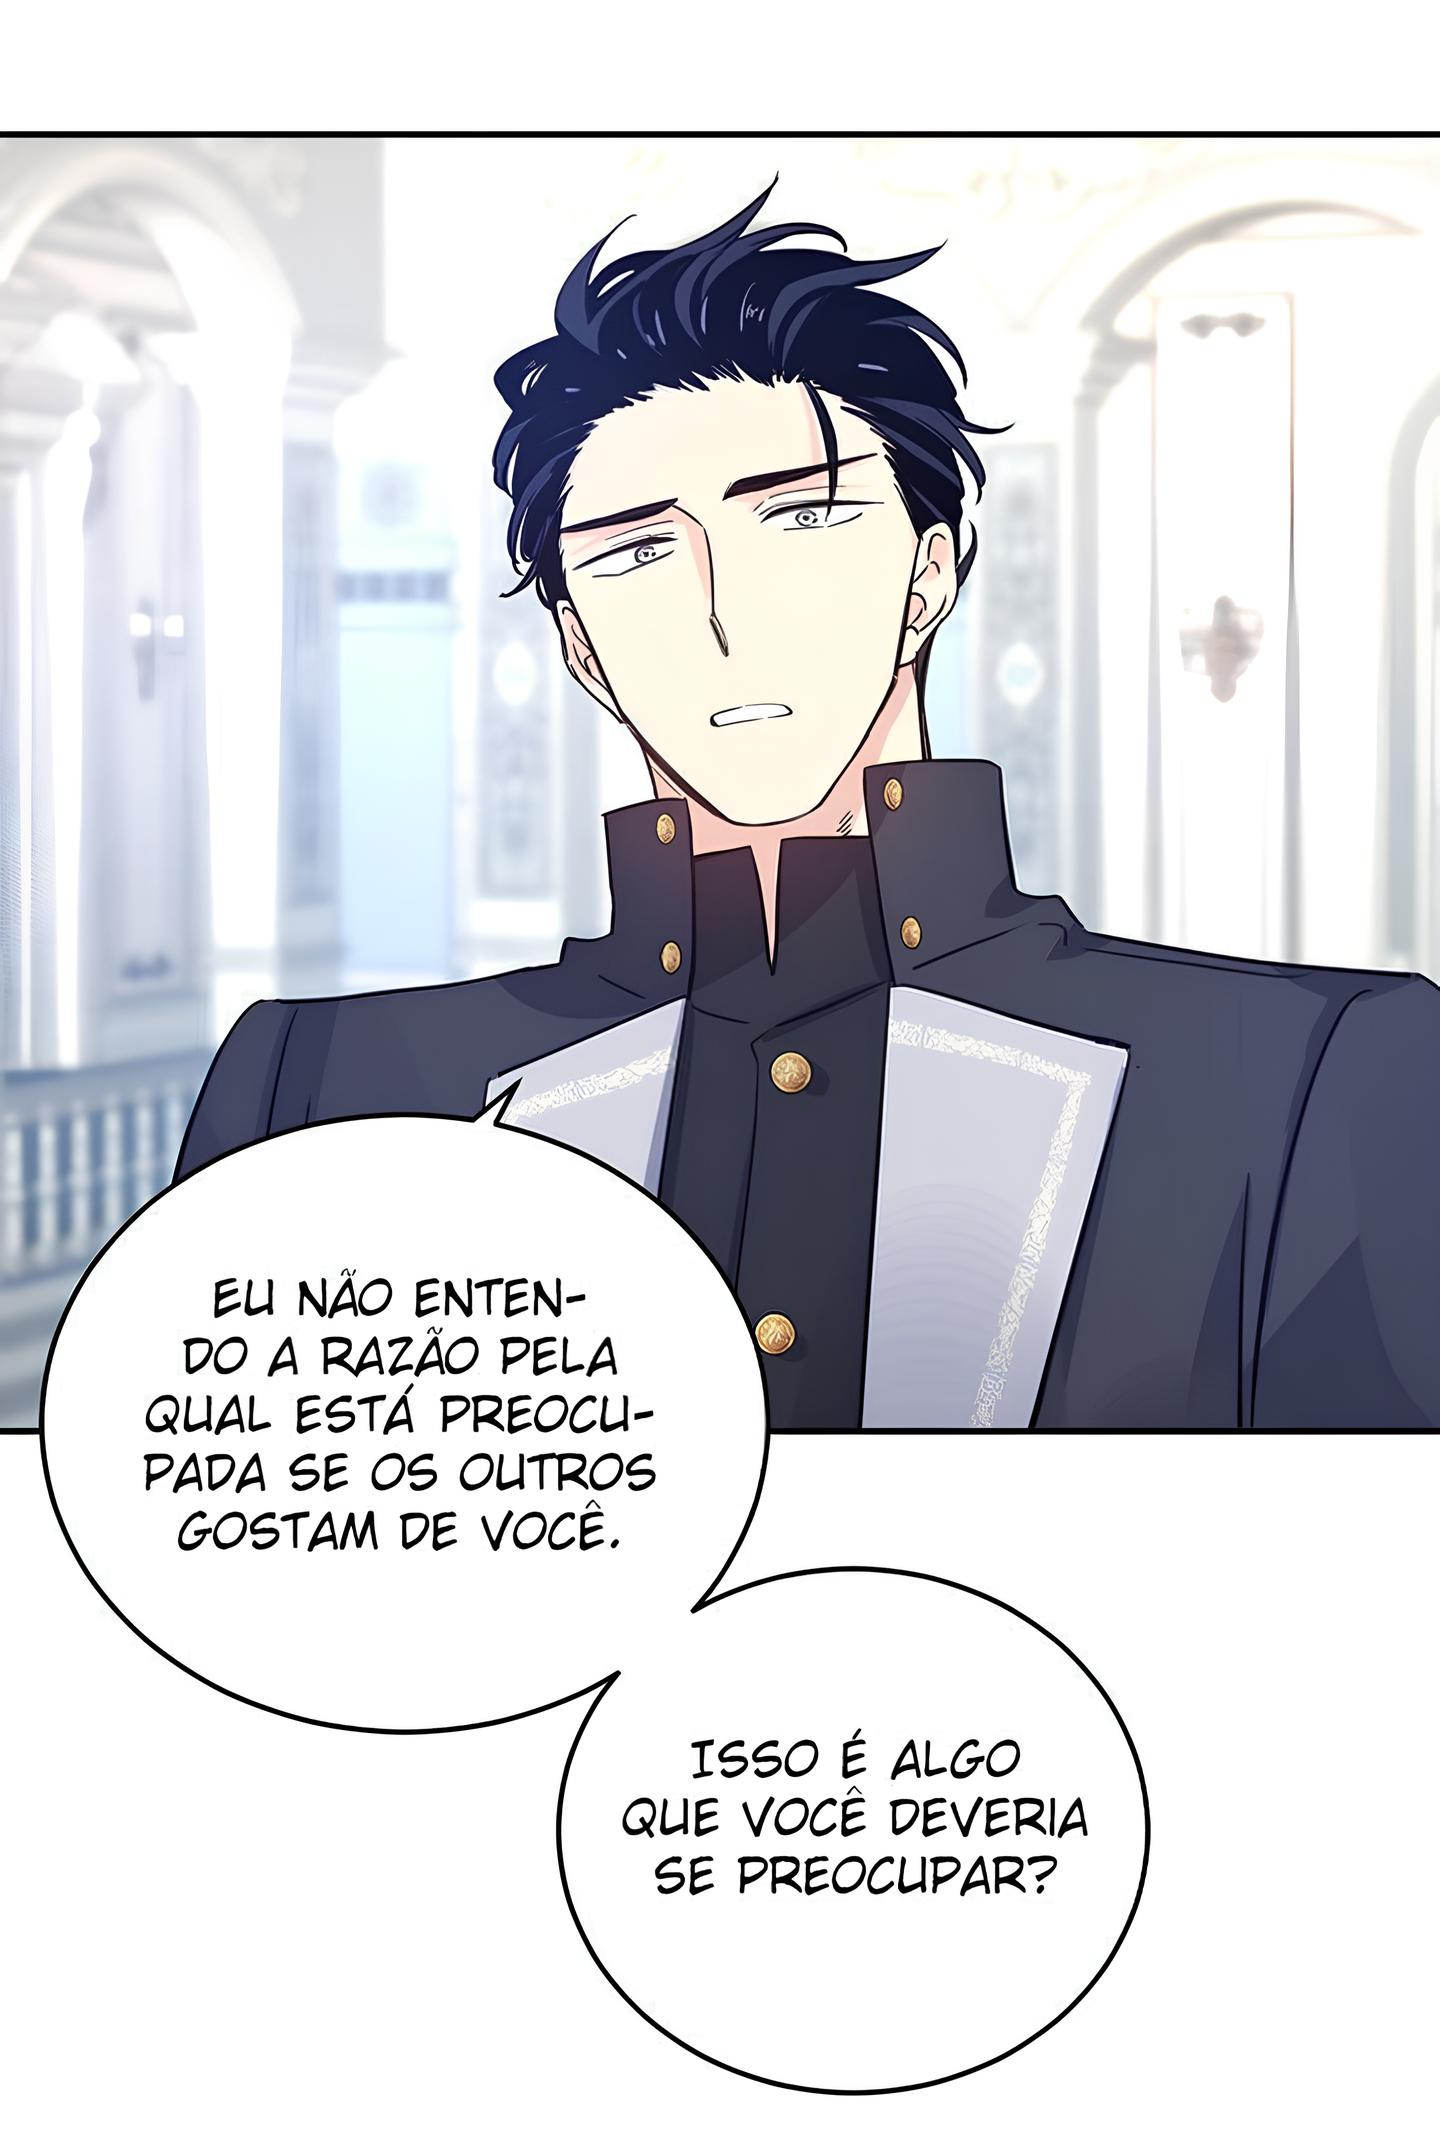 EU NÃO ENTEN-
DO A RAZÃO PELA
QUAL ESTÁ PREOCU-
PADA SE OS OUTROS
GOSTAM DE VOCÊ.
ISSO É ALGO
QUE VOCÊ DEVERIA
SE PREOCUPAR?